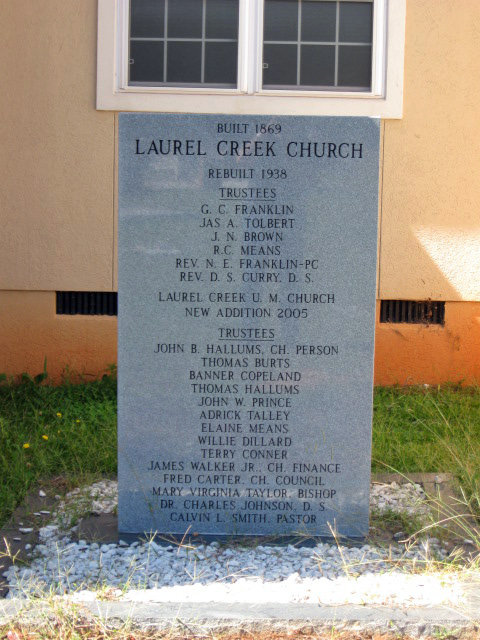 BUILT 1869
LAUREL CREEK CHURCH
REBUILT 1938
TRUSTEES
G. C. FRANKLIN
JAS A. TOLBERT
J. N. BROWN
R.C. MEANS
REV. N. E. FRANKLIN-PC
REV. D. S. CURRY, D. S.
LAUREL CREEK U. M. CHURCH
NEW ADDITION 2005
TRUSTEES
JOHN B. HALLUMS, CH. PERSON
THOMAS BURTS
BANNER COPELAND
THOMAS HALLUMS
JOHN W. PRINCE
ADRICK TALLEY
ELAINE MEANS
WILLIE DILLARD
TERRY CONNER
JAMES WALKER JR., CH. FINANCE
FRED CARTER, CH. COUNCIL
MARY VIRGINIA TAYLOR, BISHOP
DR. CHARLES JOHNSON, D. S.
CALVIN L. SMITH, PASTOR